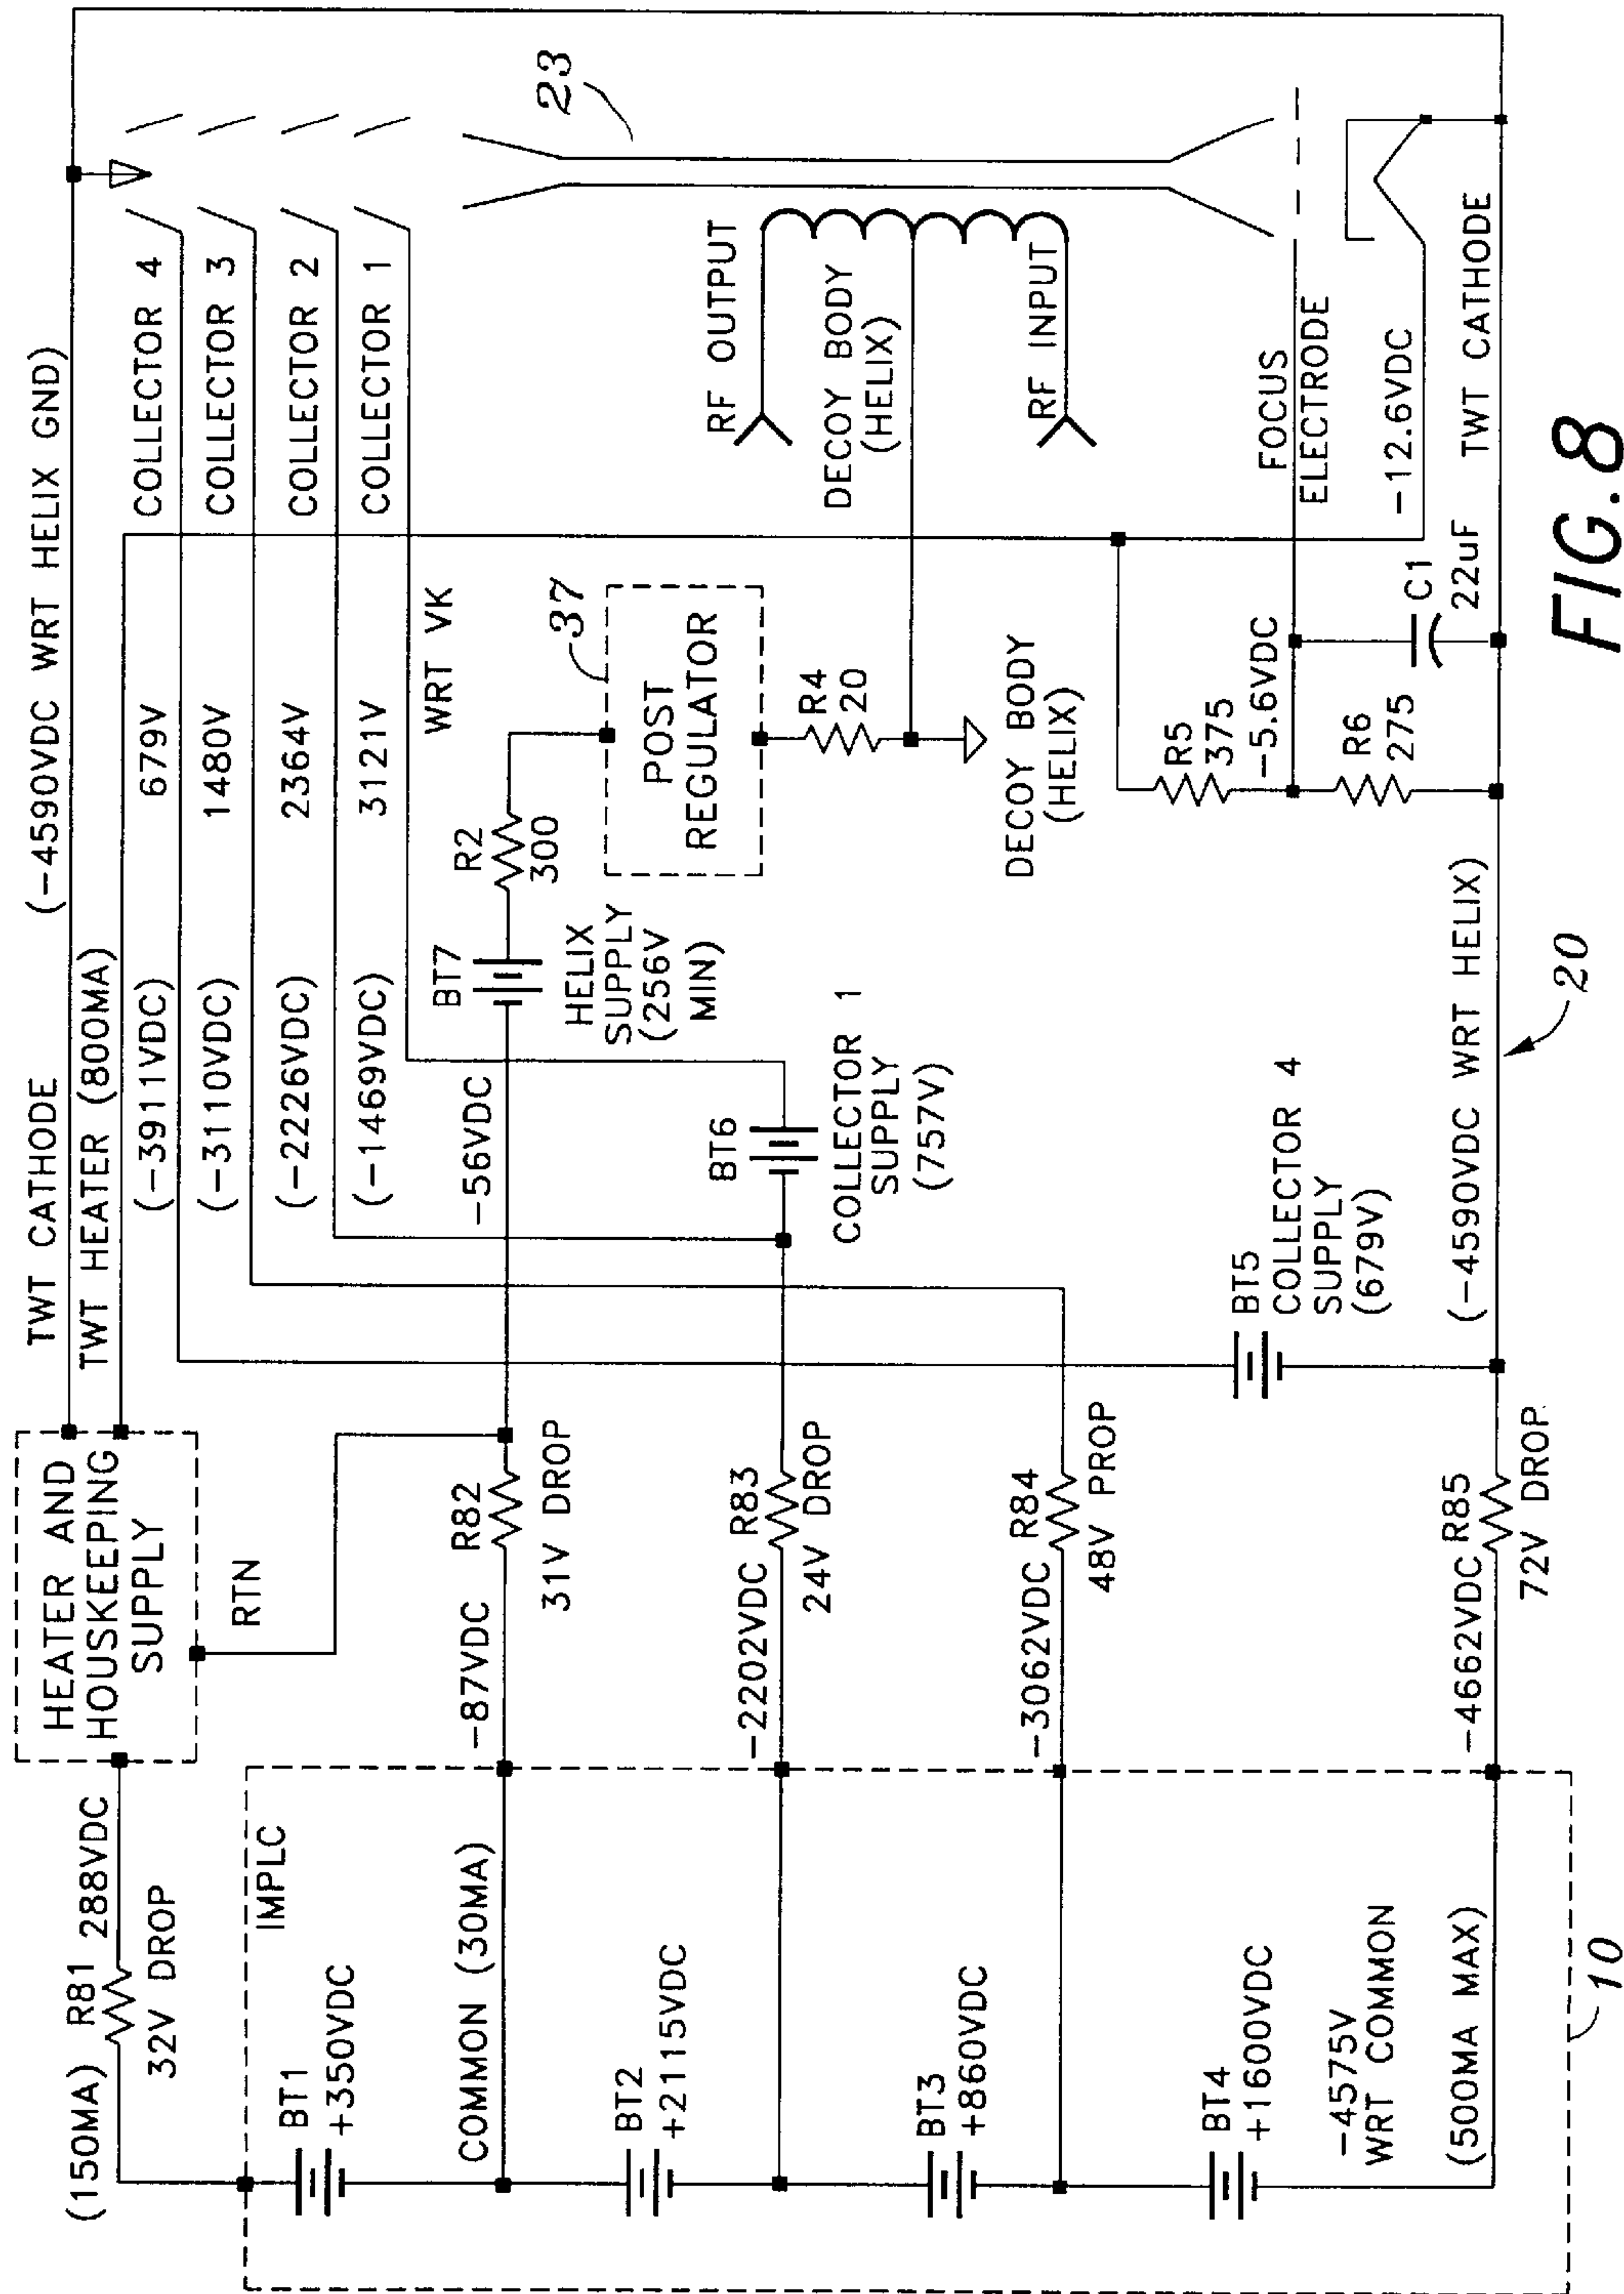 TWT CATHODE
(-4590VDC WRT HELIX GND)
TWT HEATER (800MA)
HEATER AND
HOUSKEEPING
SUPPLY
RTN
(150MA) R81 288VDC
32V DROP
(-3911VDC) 679V COLLECTOR 4
(-3110VDC) 1480V COLLECTOR 3
(-2226VDC) 2364V COLLECTOR 2
(-1469VDC) 3121V COLLECTOR 1
WRT VK
23
IMPLC
BT1
+350VDC
COMMON (30MA)
-87VDC
R82
31V DROP
-56VDC
BT7
HELIX
SUPPLY
(256V
MIN)
R2
300
37
POST
REGULATOR
R4
20
DECOY BODY
(HELIX)
RF OUTPUT
DECOY BODY
(HELIX)
RF INPUT
BT2
+2115VDC
-2202VDC R83
24V DROP
BT6
COLLECTOR 1
SUPPLY
(757V)
BT3
+860VDC
-3062VDC R84
48V PROP
BT5
COLLECTOR 4
SUPPLY
(679V)
R5
375
-5.6VDC
R6
275
C1
22uF
FOCUS
ELECTRODE
-12.6VDC
TWT CATHODE
BT4
+1600VDC
-4575V
WRT COMMON
(500MA MAX)
-4662VDC R85
72V DROP
(-4590VDC WRT HELIX)
10
20
FIG.8